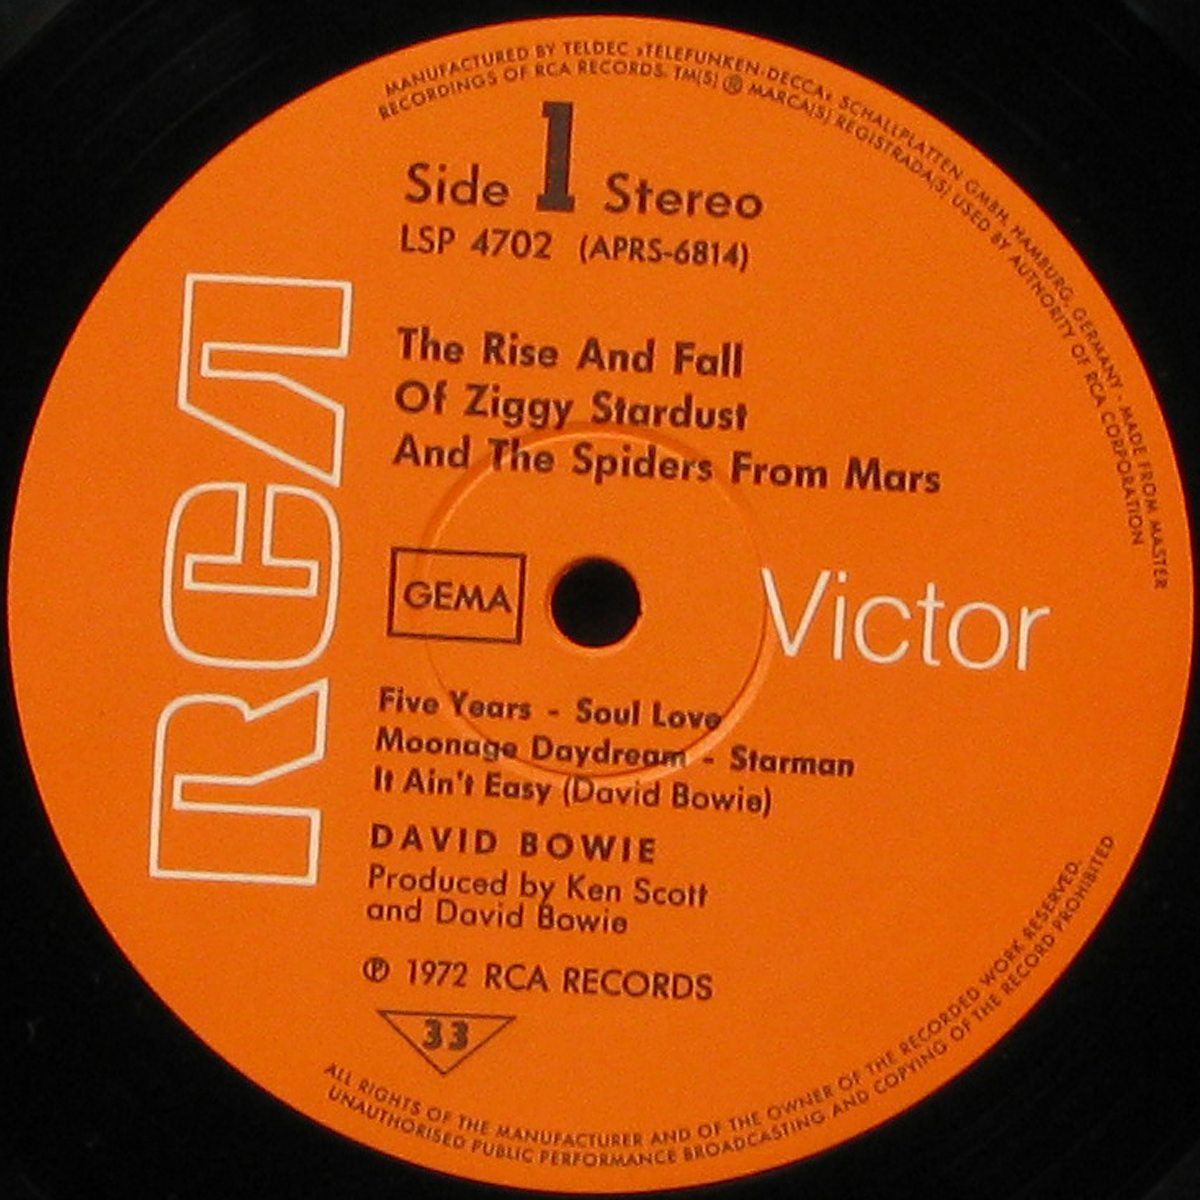 MANUFACTURED BY TELDEC »TELEFUNKEN-DECCA« SCHALLPLATTEN GMBH, HAMBURG, GERMANY · MADE FROM MASTER
RECORDINGS OF RCA RECORDS. TM(S) ® MARCA(S) REGISTRADA(S) USED BY AUTHORITY OF RCA CORPORATION
Side 1 Stereo
LSP 4702 (APRS-6814)
RCA
The Rise And Fall
Of Ziggy Stardust
And The Spiders From Mars
GEMA
Victor
Five Years - Soul Love
Moonage Daydream - Starman
It Ain't Easy (David Bowie)
DAVID BOWIE
Produced by Ken Scott
and David Bowie
℗ 1972 RCA RECORDS
33
ALL RIGHTS OF THE MANUFACTURER AND OF THE OWNER OF THE RECORDED WORK RESERVED.
UNAUTHORISED PUBLIC PERFORMANCE BROADCASTING AND COPYING OF THE RECORD PROHIBITED